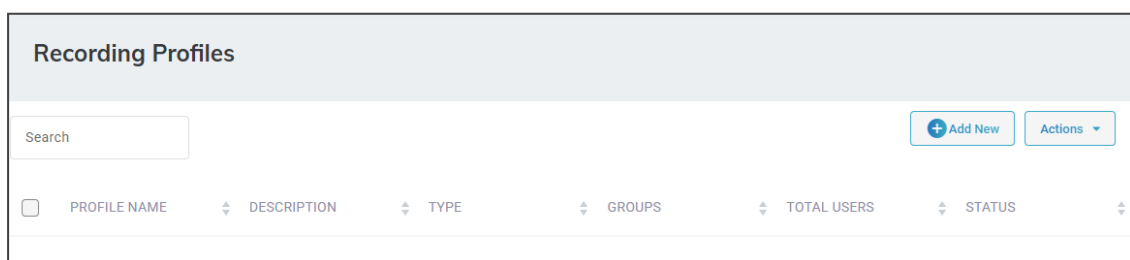 Recording Profiles
Search
Add New
Actions
PROFILE NAME DESCRIPTION TYPE GROUPS TOTAL USERS STATUS